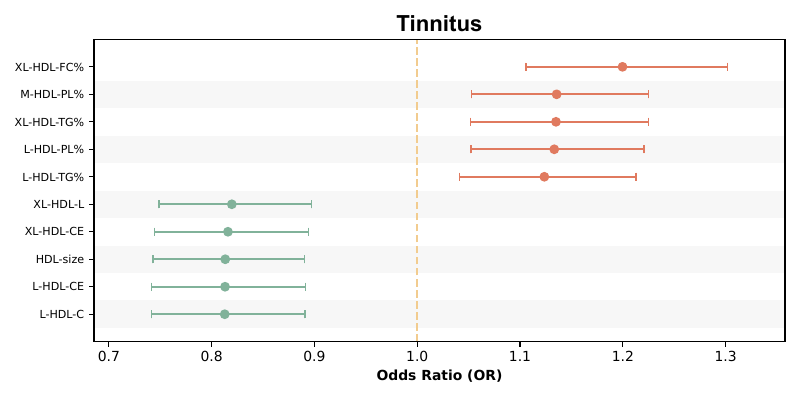 Tinnitus
XL-HDL-FC%
M-HDL-PL%
XL-HDL-TG%
L-HDL-PL%
L-HDL-TG%
XL-HDL-L
XL-HDL-CE
HDL-size
L-HDL-CE
L-HDL-C
0.7 0.8 0.9 1.0 1.1 1.2 1.3
Odds Ratio (OR)